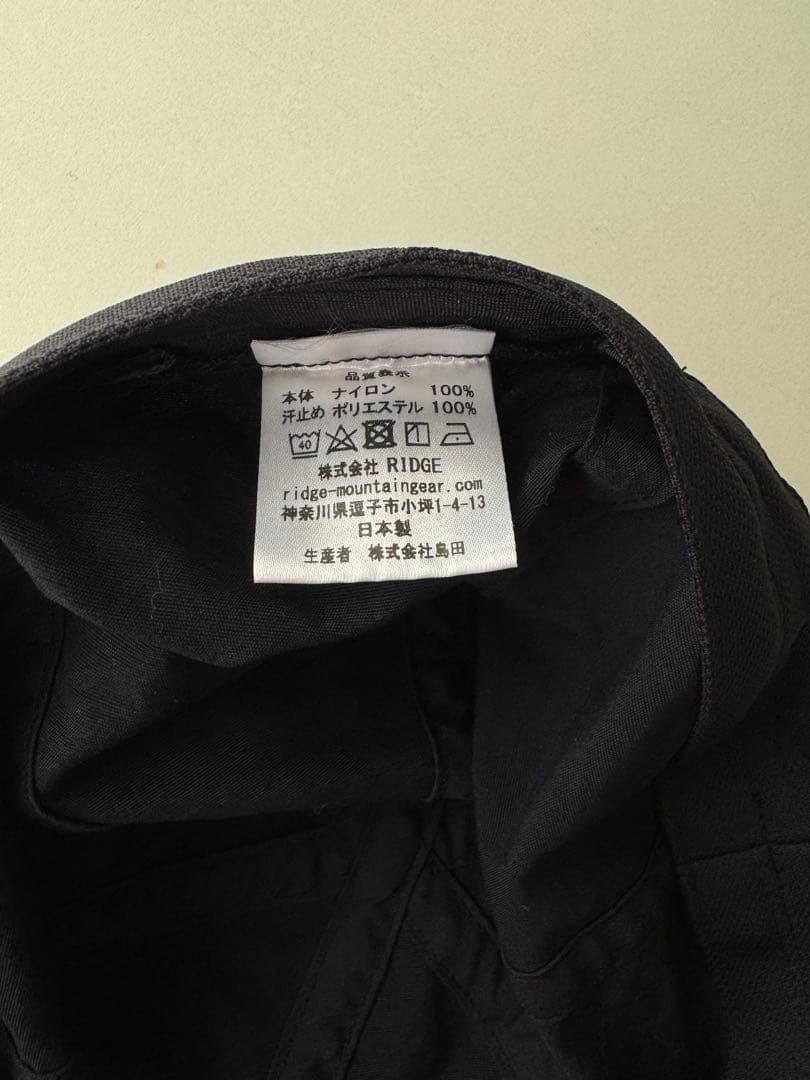 品質表示
本体 ナイロン 100%
汗止め ポリエステル 100%
40
株式会社 RIDGE
ridge-mountaingear.com
神奈川県逗子市小坪1-4-13
日本製
生産者 株式会社島田